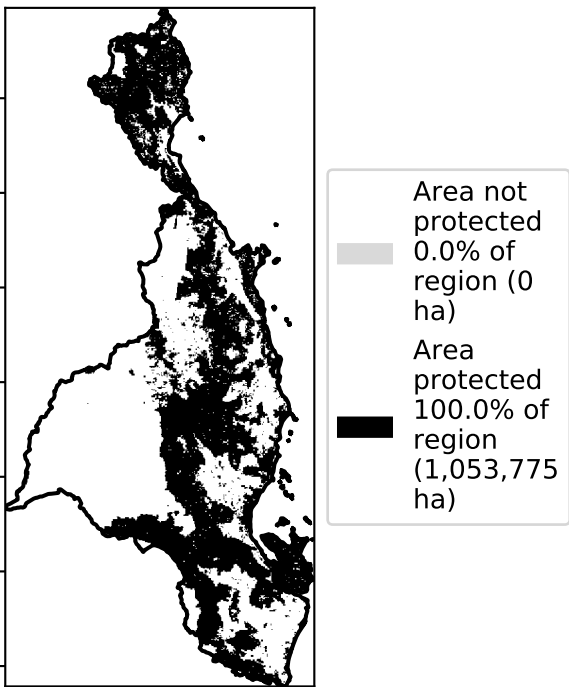 Area not
protected
0.0% of
region (0
ha)
Area
protected
100.0% of
region
(1,053,775
ha)